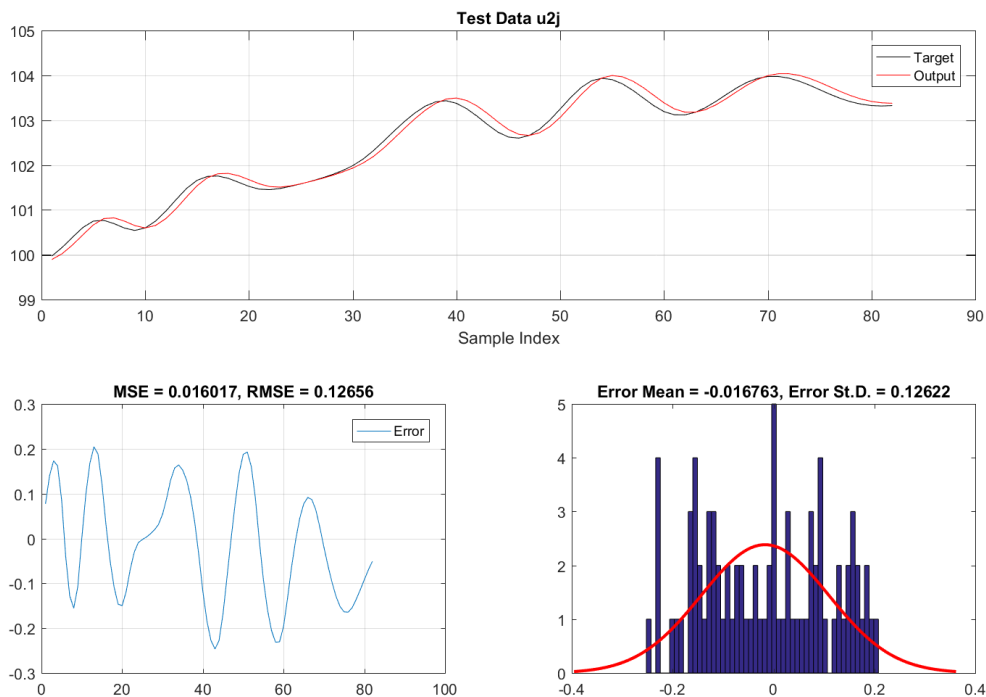 Test Data u2j
105
104
103
102
101
100
99
Target
Output
0 10 20 30 40 50 60 70 80 90
Sample Index
MSE = 0.016017, RMSE = 0.12656
0.3
0.2
0.1
0
-0.1
-0.2
-0.3
Error
0 20 40 60 80 100
Error Mean = -0.016763, Error St.D. = 0.12622
5
4
3
2
1
0
-0.4 -0.2 0 0.2 0.4